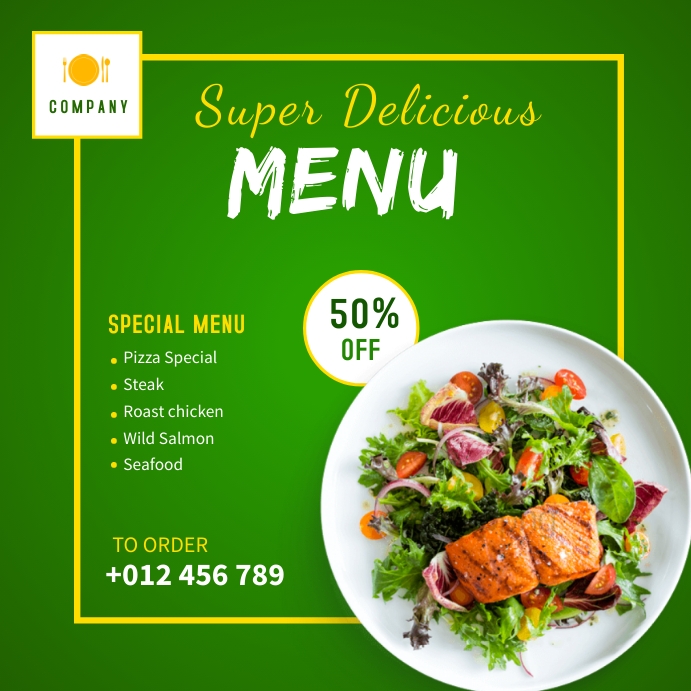 COMPANY
Super Delicious
MENU
50%
OFF
SPECIAL MENU
Pizza Special
Steak
Roast chicken
Wild Salmon
Seafood
TO ORDER
+012 456 789